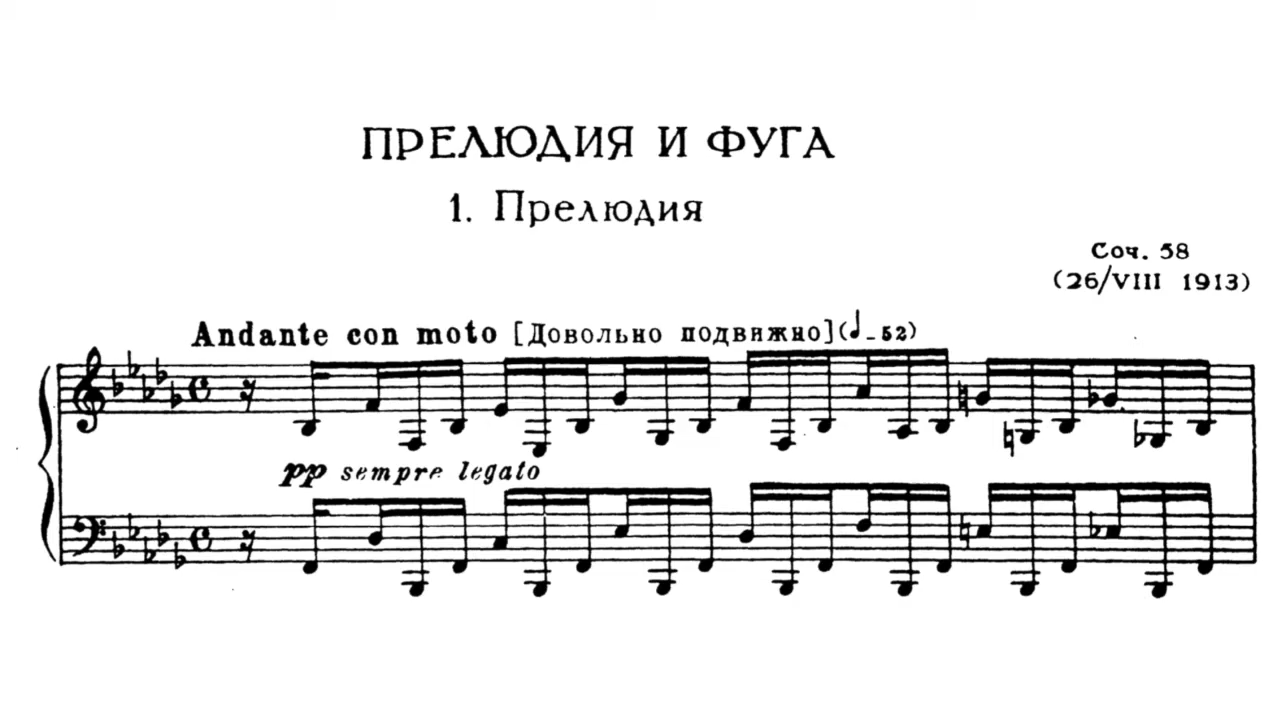 ПРЕЛЮДИЯ И ФУГА
1. Прелюдия
Соч. 58
(26/VIII 1913)
Andante con moto [Довольно подвижно] (♩=52)
pp sempre legato